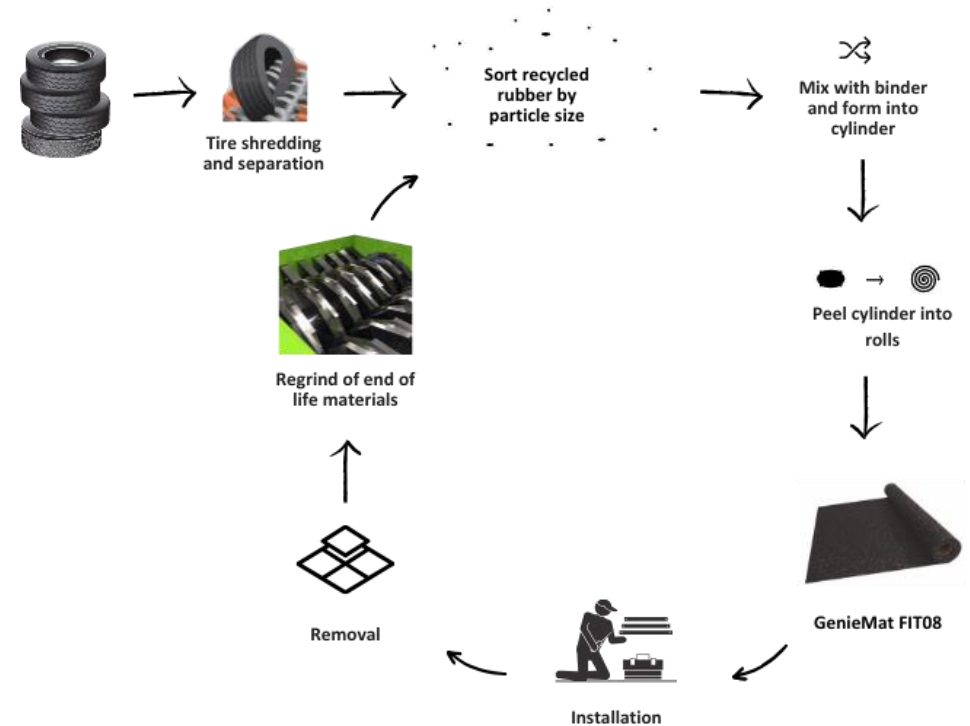 Sort recycled
rubber by
particle size
Mix with binder
and form into
cylinder
Tire shredding
and separation
Peel cylinder into
rolls
Regrind of end of
life materials
GenieMat FIT08
Removal
Installation